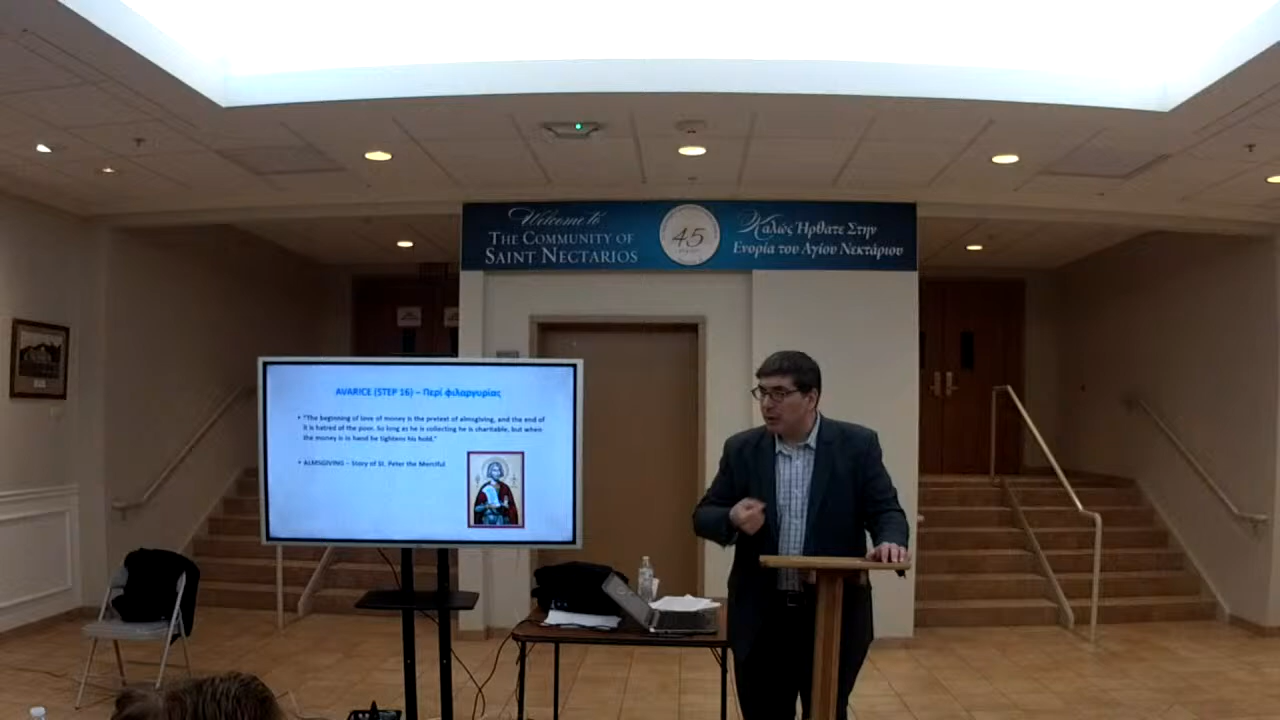 Welcome to
THE COMMUNITY OF
SAINT NECTARIOS
45
Καλώς Ήρθατε Στην
Ενορία του Αγίου Νεκτάριου
AVARICE (STEP 16) – Περί φιλαργυρίας
• "The beginning of love of money is the pretext of almsgiving, and the end of
it is hatred of the poor. So long as he is collecting he is charitable, but when
the money is in hand he tightens his hold."
• ALMSGIVING – Story of St. Peter the Merciful